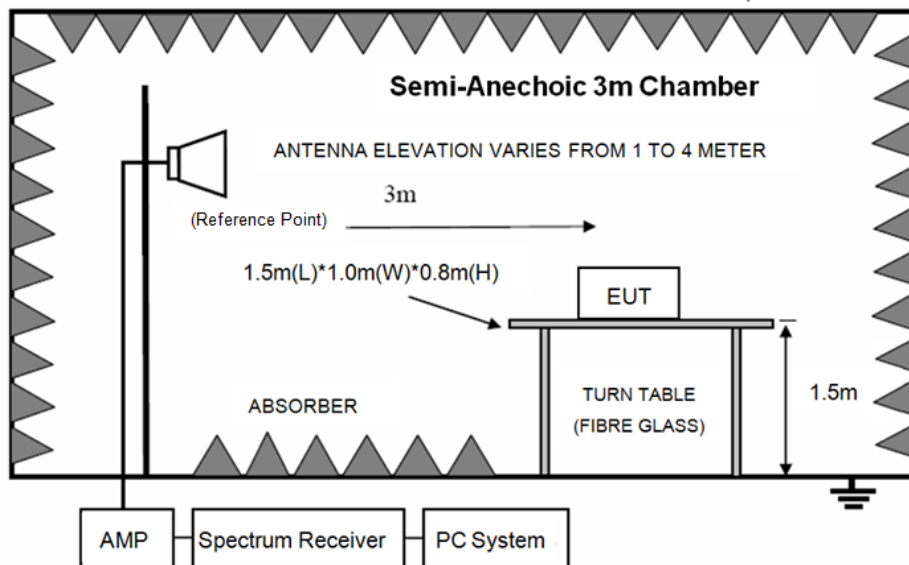 Semi-Anechoic 3m Chamber
ANTENNA ELEVATION VARIES FROM 1 TO 4 METER
3m
(Reference Point)
1.5m(L)*1.0m(W)*0.8m(H)
EUT
TURN TABLE
(FIBRE GLASS)
1.5m
ABSORBER
AMP
Spectrum Receiver
PC System